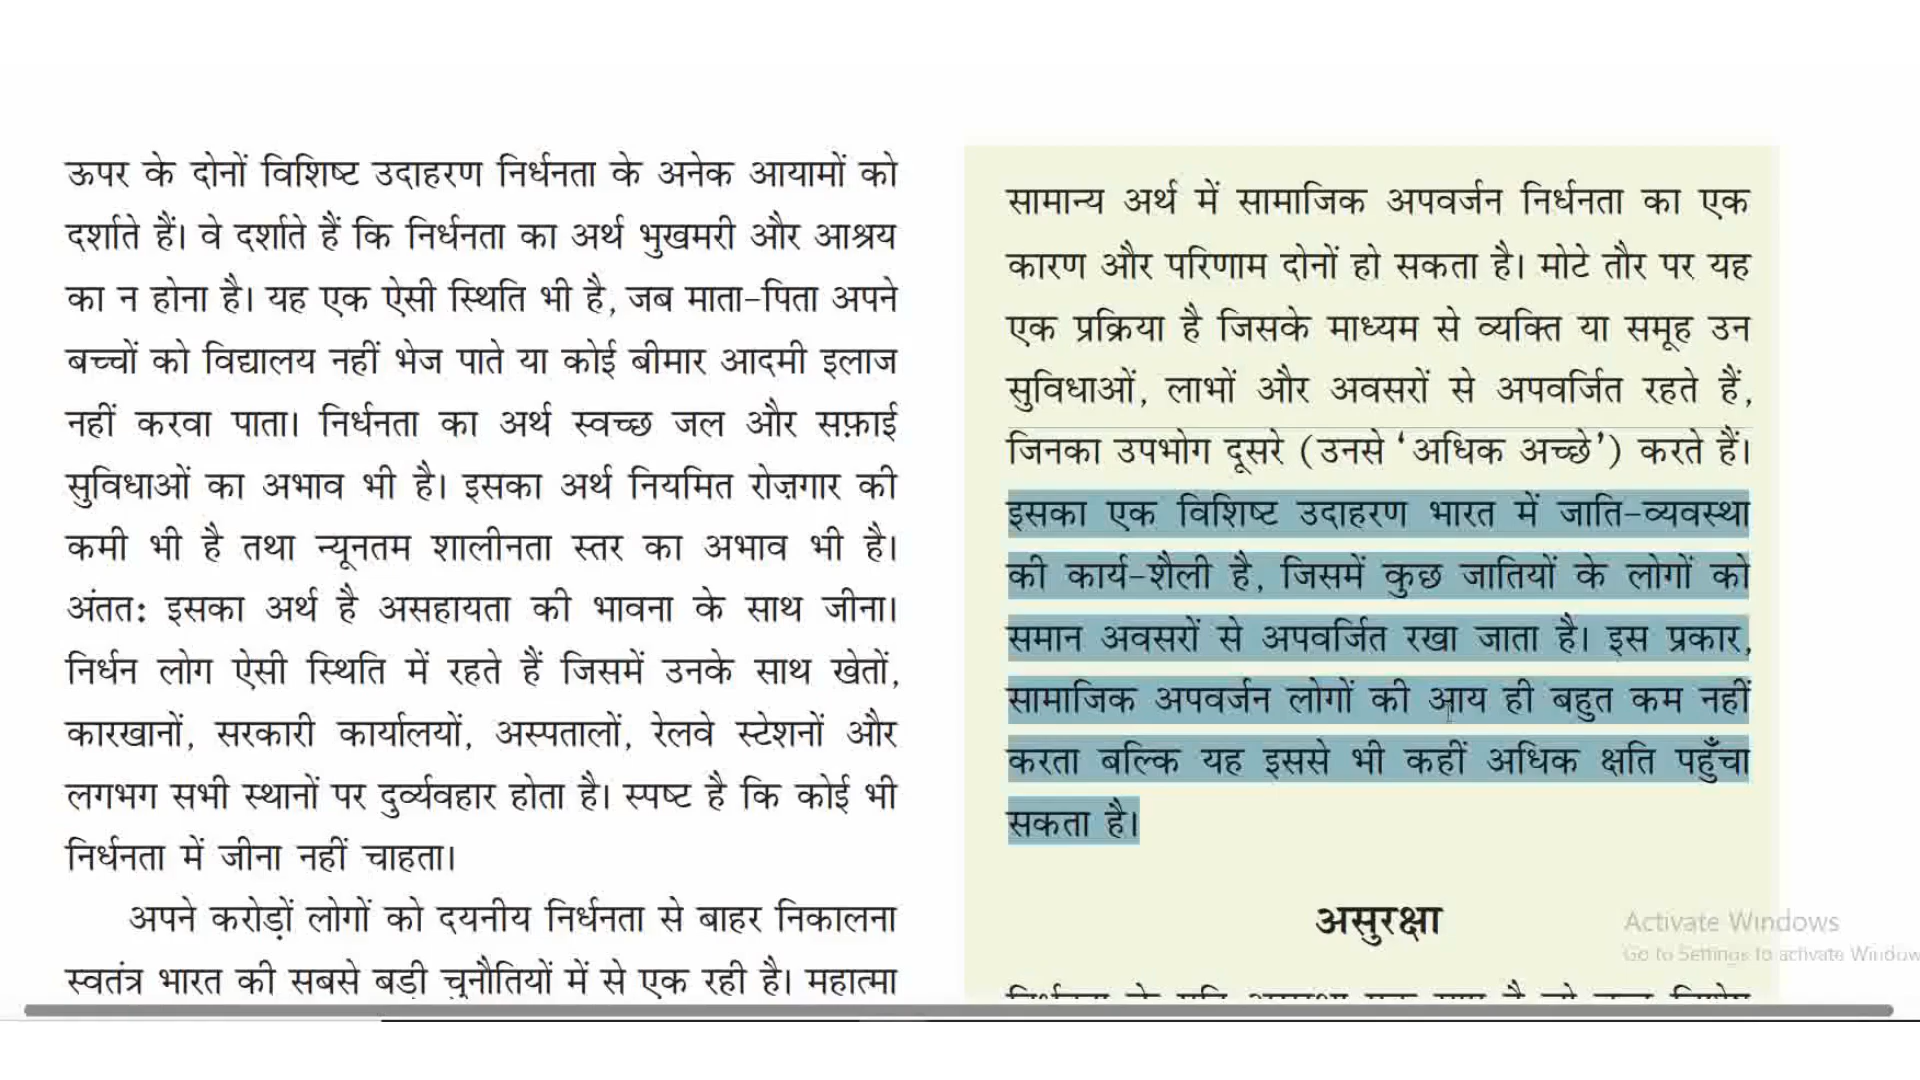 ऊपर के दोनों विशिष्ट उदाहरण निर्धनता के अनेक आयामों को
दर्शाते हैं। वे दर्शाते हैं कि निर्धनता का अर्थ भुखमरी और आश्रय
का न होना है। यह एक ऐसी स्थिति भी है, जब माता-पिता अपने
बच्चों को विद्यालय नहीं भेज पाते या कोई बीमार आदमी इलाज
नहीं करवा पाता। निर्धनता का अर्थ स्वच्छ जल और सफ़ाई
सुविधाओं का अभाव भी है। इसका अर्थ नियमित रोज़गार की
कमी भी है तथा न्यूनतम शालीनता स्तर का अभाव भी है।
अंतत: इसका अर्थ है असहायता की भावना के साथ जीना।
निर्धन लोग ऐसी स्थिति में रहते हैं जिसमें उनके साथ खेतों,
कारखानों, सरकारी कार्यालयों, अस्पतालों, रेलवे स्टेशनों और
लगभग सभी स्थानों पर दुर्व्यवहार होता है। स्पष्ट है कि कोई भी
निर्धनता में जीना नहीं चाहता।
अपने करोड़ों लोगों को दयनीय निर्धनता से बाहर निकालना
स्वतंत्र भारत की सबसे बड़ी चुनौतियों में से एक रही है। महात्मा
सामान्य अर्थ में सामाजिक अपवर्जन निर्धनता का एक
कारण और परिणाम दोनों हो सकता है। मोटे तौर पर यह
एक प्रक्रिया है जिसके माध्यम से व्यक्ति या समूह उन
सुविधाओं, लाभों और अवसरों से अपवर्जित रहते हैं,
जिनका उपभोग दूसरे (उनसे ‘अधिक अच्छे’) करते हैं।
इसका एक विशिष्ट उदाहरण भारत में जाति-व्यवस्था
की कार्य-शैली है, जिसमें कुछ जातियों के लोगों को
समान अवसरों से अपवर्जित रखा जाता है। इस प्रकार,
सामाजिक अपवर्जन लोगों की आय ही बहुत कम नहीं
करता बल्कि यह इससे भी कहीं अधिक क्षति पहुँचा
सकता है।
असुरक्षा
Activate Windows
Go to Settings to activate Window